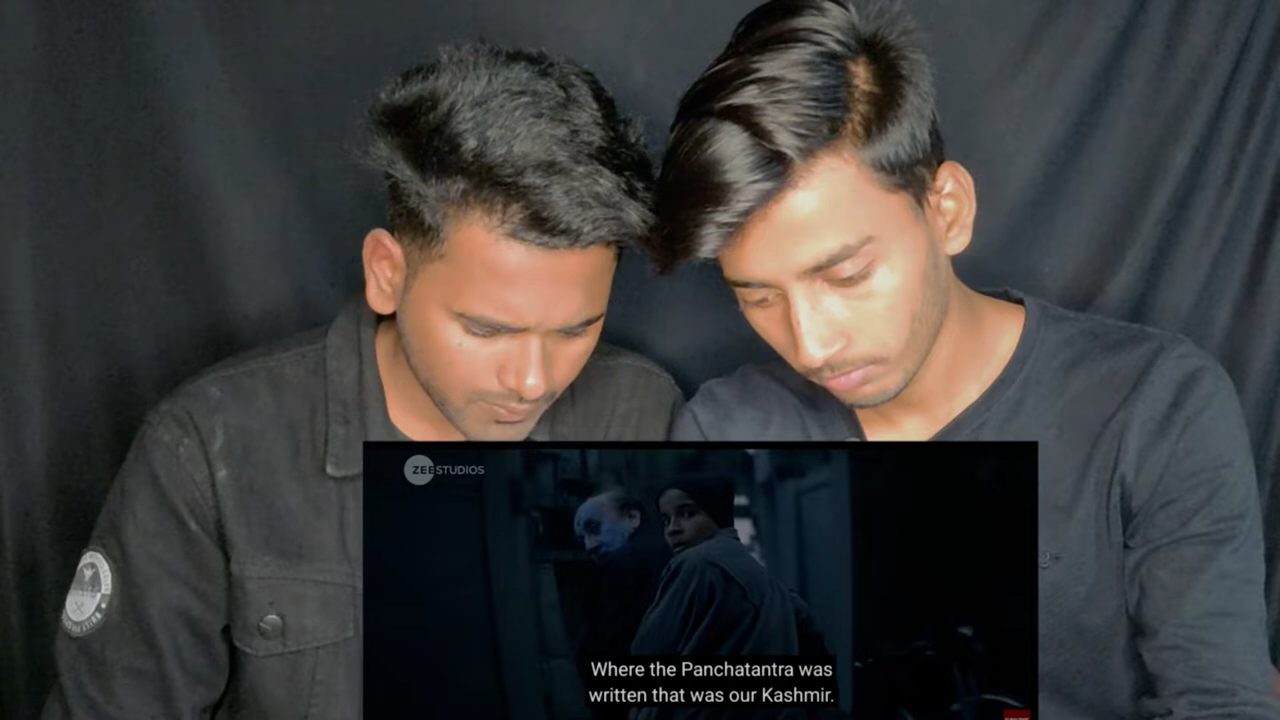 ZEESTUDIOS
Where the Panchatantra was
written that was our Kashmir.